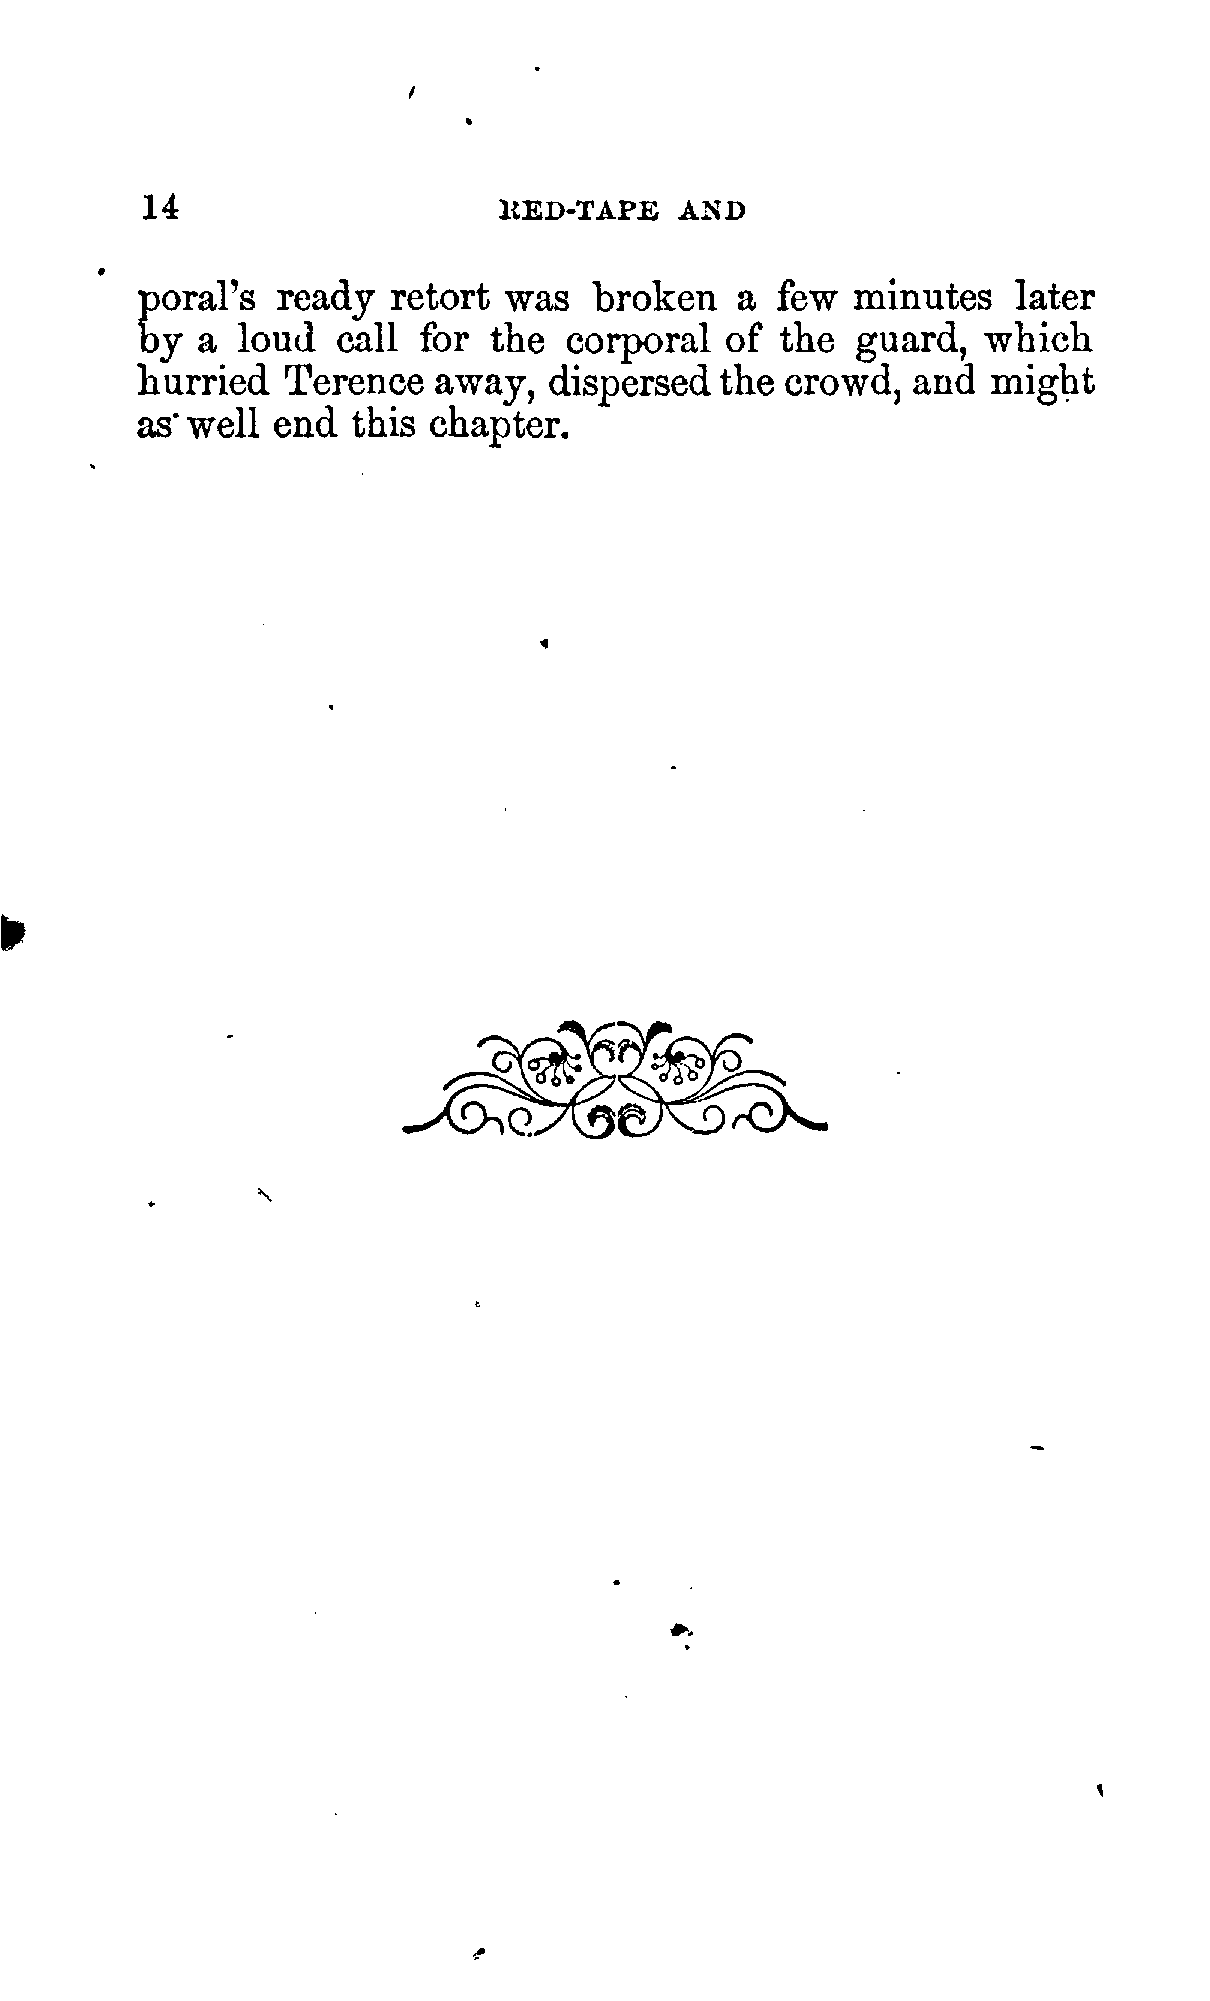 14 RED-TAPE AND
poral's ready retort was broken a few minutes later
by a loud call for the corporal of the guard, which
hurried Terence away, dispersed the crowd, and might
as well end this chapter.